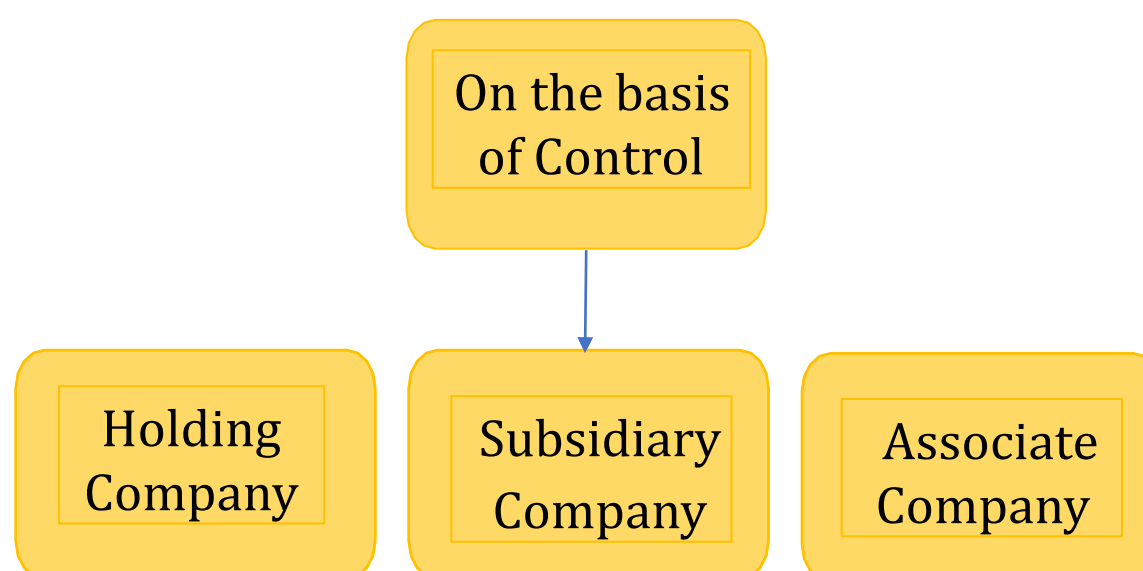 On the basis
of Control
Holding
Company
Subsidiary
Company
Associate
Company